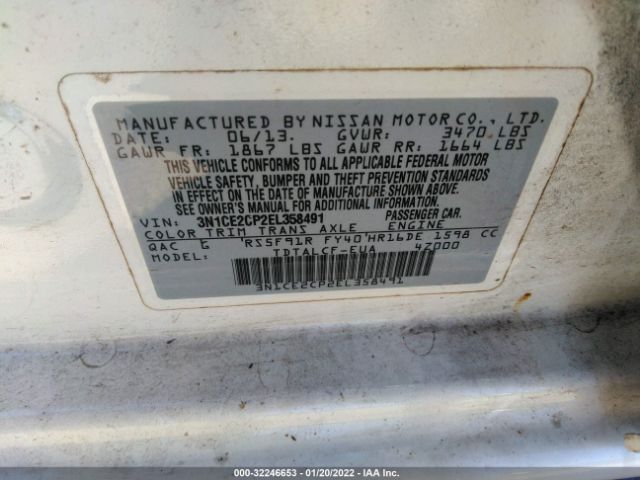 MANUFACTURED BY NISSAN MOTOR CO., LTD.
DATE: 06/13. GVWR: 3470 LBS
GAWR FR: 1867 LBS GAWR RR: 1664 LBS
THIS VEHICLE CONFORMS TO ALL APPLICABLE FEDERAL MOTOR
VEHICLE SAFETY, BUMPER AND THEFT PREVENTION STANDARDS
IN EFFECT ON THE DATE OF MANUFACTURE SHOWN ABOVE.
SEE OWNER'S MANUAL FOR ADDITIONAL INFORMATION.
VIN: 3N1CE2CP2EL358491 PASSENGER CAR.
COLOR TRIM TRANS AXLE ENGINE
QAC G RS5F91R FY40 HR16DE 1598 CC
MODEL: TDTALCF-EUA 4Z000
3N1CE2CP2EL358491
000-32246653 - 01/20/2022 - IAA Inc.